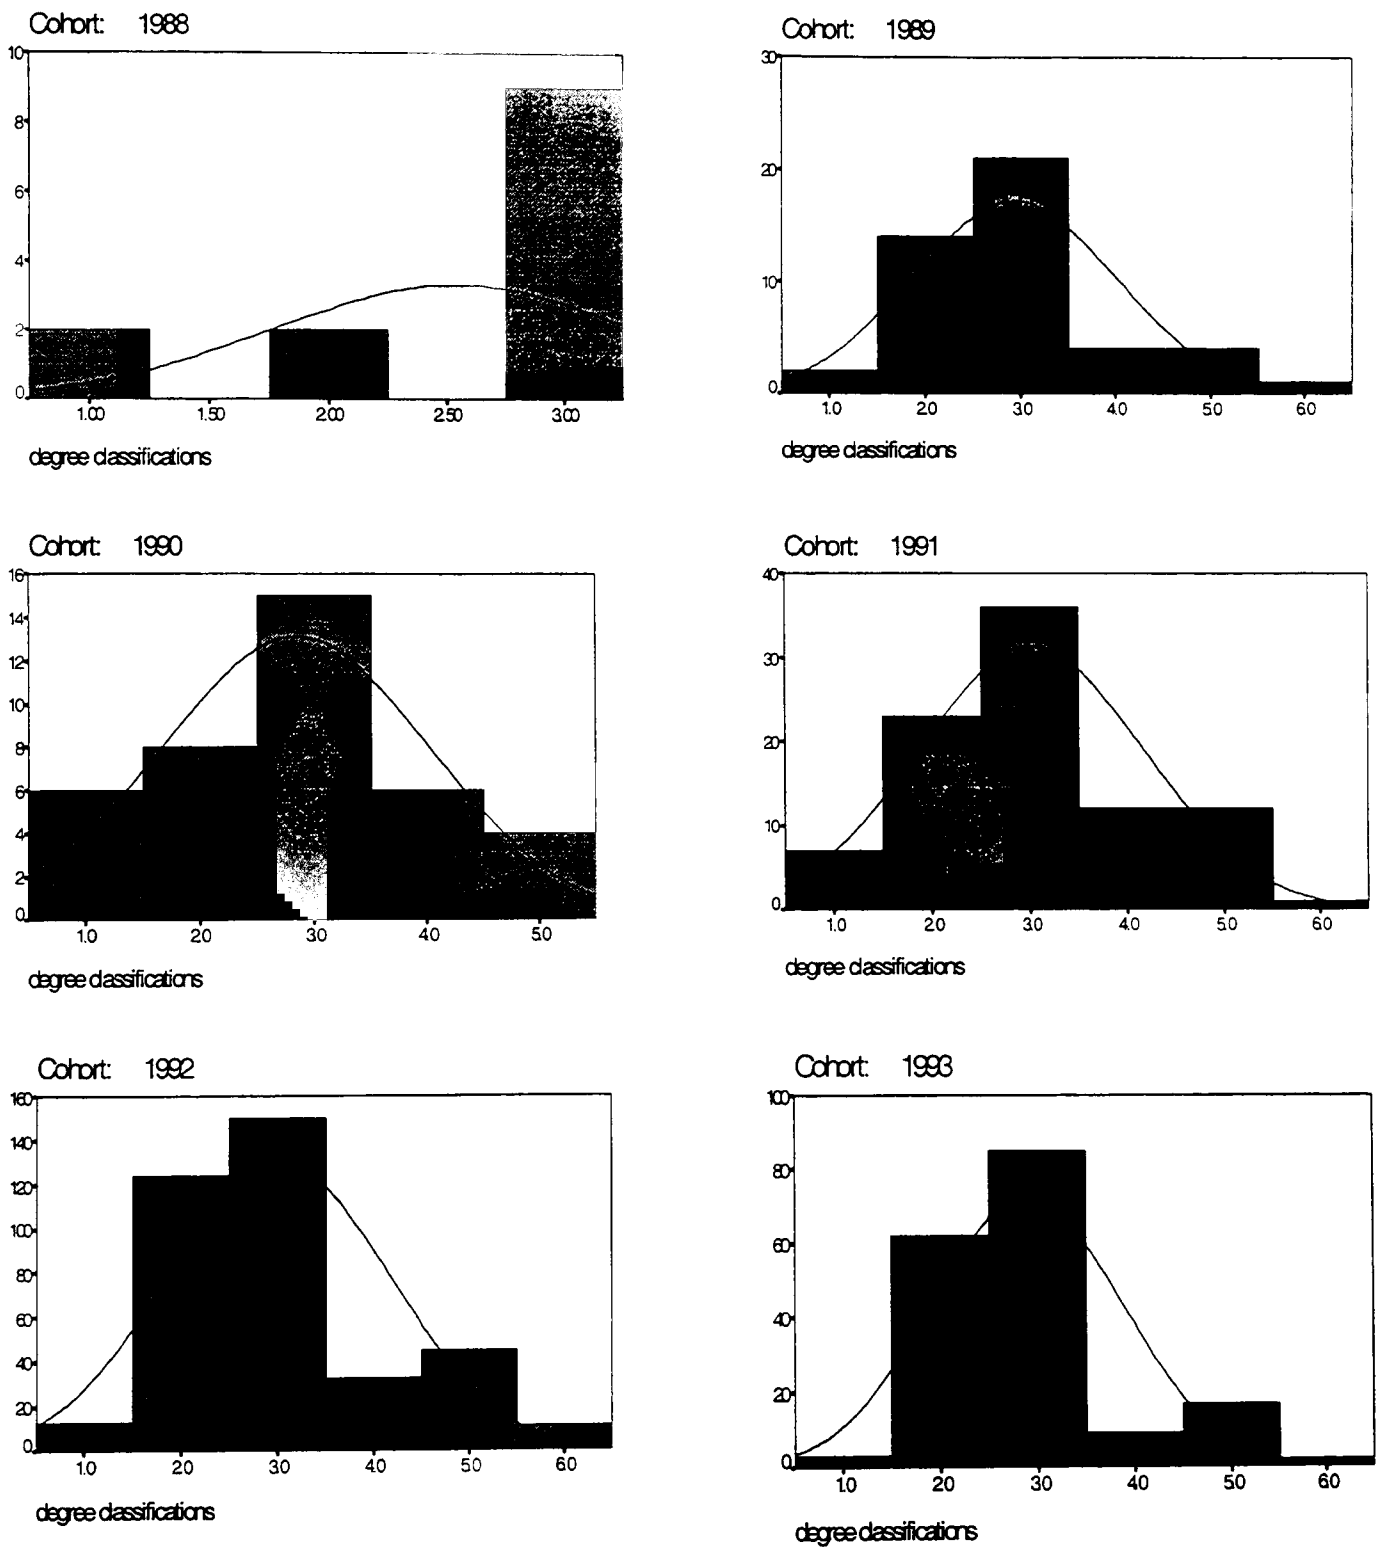 Cohort: 1988
10
8
6
4
2
0
1.00 1.50 2.00 2.50 3.00
degree classifications
Cohort: 1989
30
20
10
0
1.0 2.0 3.0 4.0 5.0 6.0
degree classifications
Cohort: 1990
16
14
12
10
8
6
4
2
0
1.0 2.0 3.0 4.0 5.0
degree classifications
Cohort: 1991
40
30
20
10
0
1.0 2.0 3.0 4.0 5.0 6.0
degree classifications
Cohort: 1992
160
140
120
100
80
60
40
20
0
1.0 2.0 3.0 4.0 5.0 6.0
degree classifications
Cohort: 1993
100
80
60
40
20
0
1.0 2.0 3.0 4.0 5.0 6.0
degree classifications